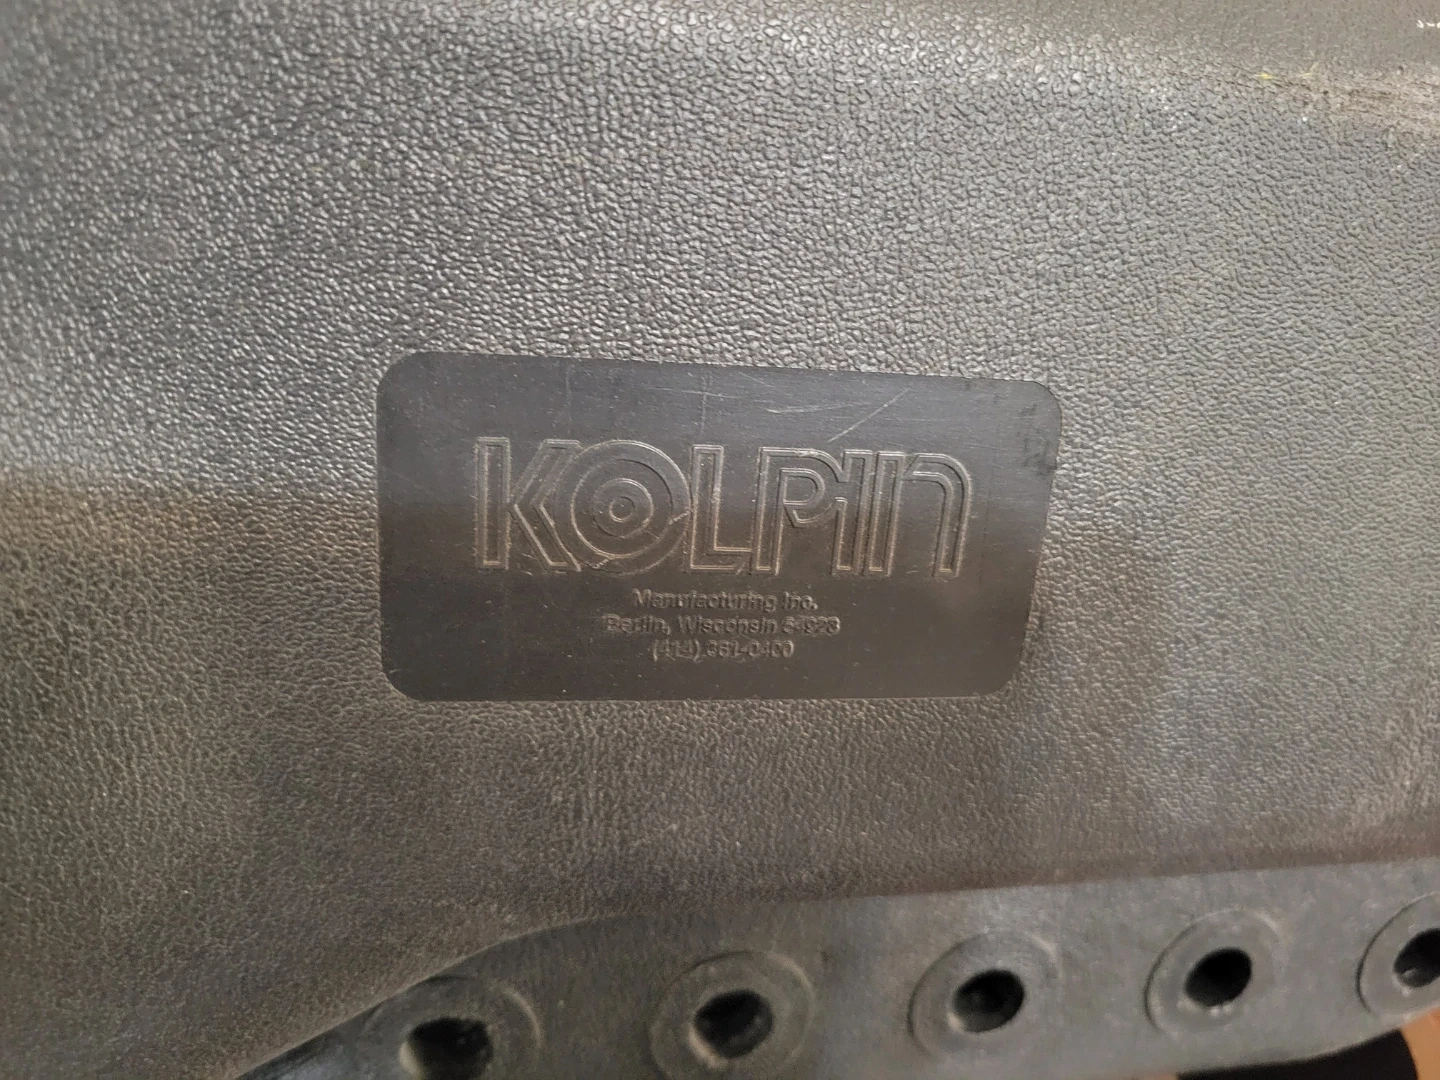 KOLPIN
Manufacturing Inc.
Berlin, Wisconsin 54923
(414) 361-0400